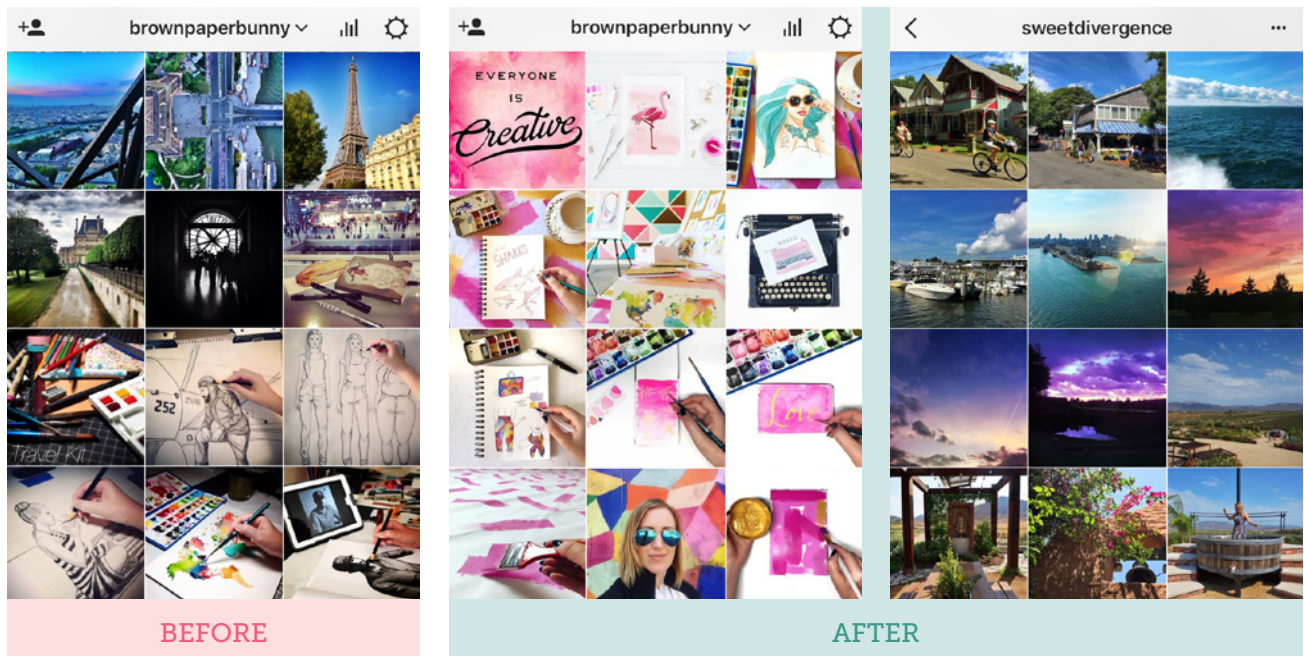 brownpaperbunny
brownpaperbunny
sweetdivergence
EVERYONE
IS
Creative
SHARKS
252
Travel Kit
Love
BEFORE
AFTER